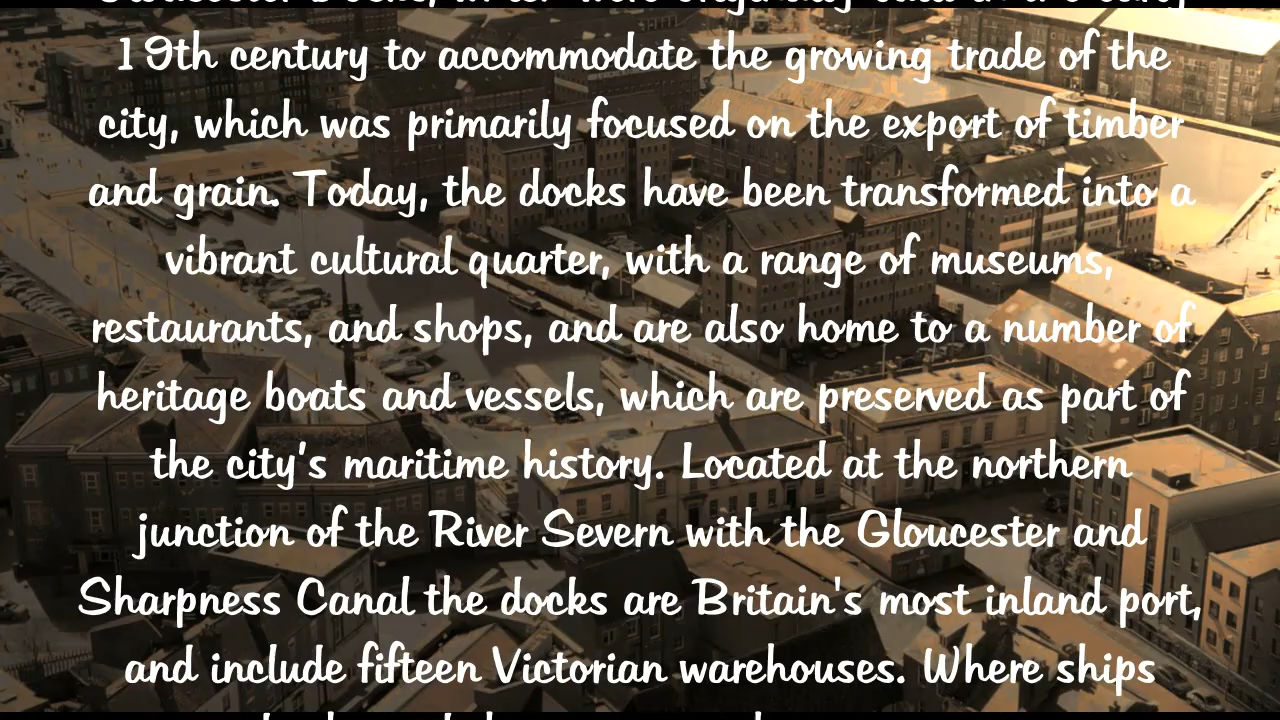 19th century to accommodate the growing trade of the
city, which was primarily focused on the export of timber
and grain. Today, the docks have been transformed into a
vibrant cultural quarter, with a range of museums,
restaurants, and shops, and are also home to a number of
heritage boats and vessels, which are preserved as part of
the city's maritime history. Located at the northern
junction of the River Severn with the Gloucester and
Sharpness Canal the docks are Britain's most inland port,
and include fifteen Victorian warehouses. Where ships